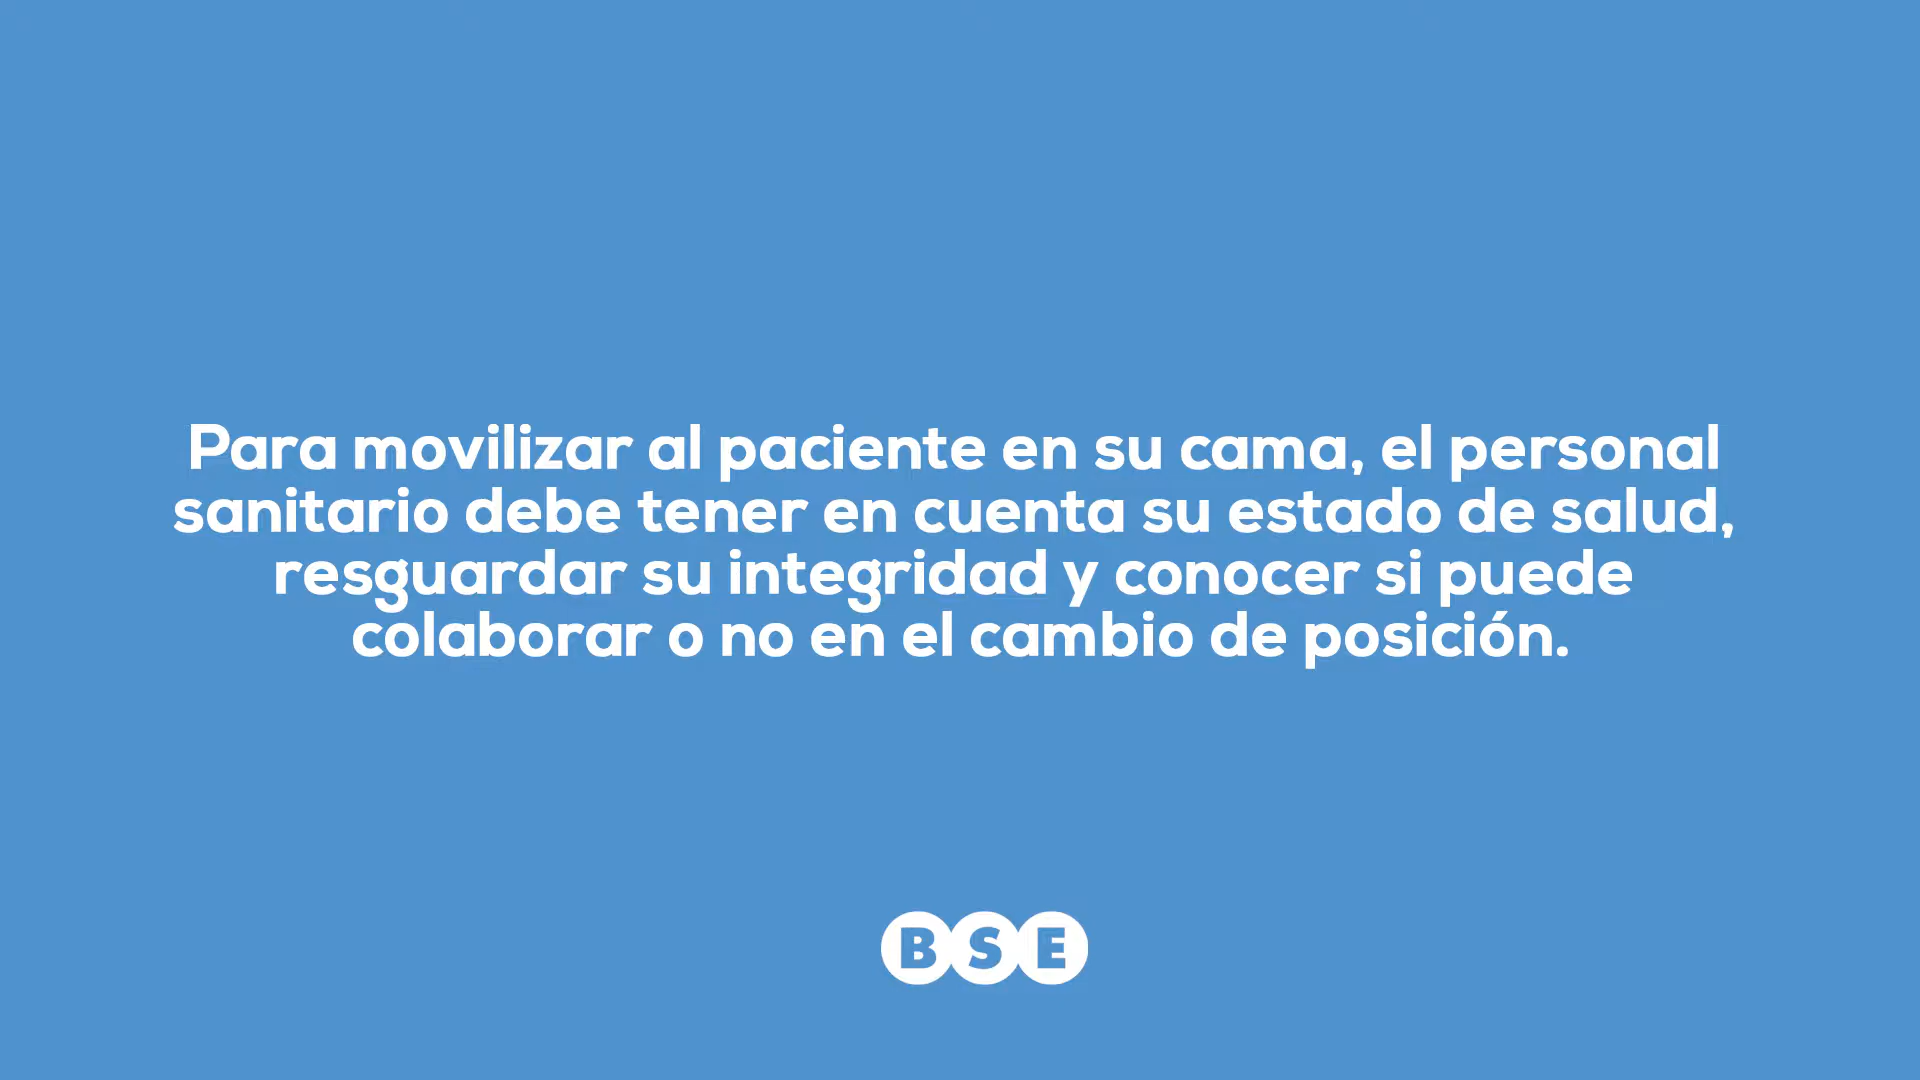 Para movilizar al paciente en su cama, el personal
sanitario debe tener en cuenta su estado de salud,
resguardar su integridad y conocer si puede
colaborar o no en el cambio de posición.
BSE